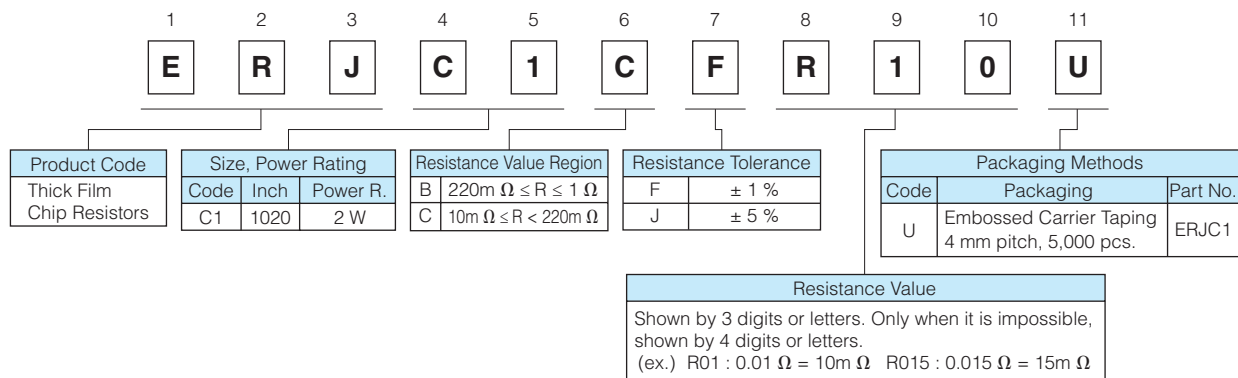 1 2 3 4 5 6 7 8 9 10 11
E R J C 1 C F R 1 0 U
Product Code
Thick Film
Chip Resistors
Size, Power Rating
Code Inch Power R.
C1 1020 2 W
Resistance Value Region
B 220m Ω ≤ R ≤ 1 Ω
C 10m Ω ≤ R < 220m Ω
Resistance Tolerance
F ± 1 %
J ± 5 %
Packaging Methods
Code Packaging Part No.
U Embossed Carrier Taping
4 mm pitch, 5,000 pcs. ERJC1
Resistance Value
Shown by 3 digits or letters. Only when it is impossible,
shown by 4 digits or letters.
(ex.) R01 : 0.01 Ω = 10m Ω R015 : 0.015 Ω = 15m Ω